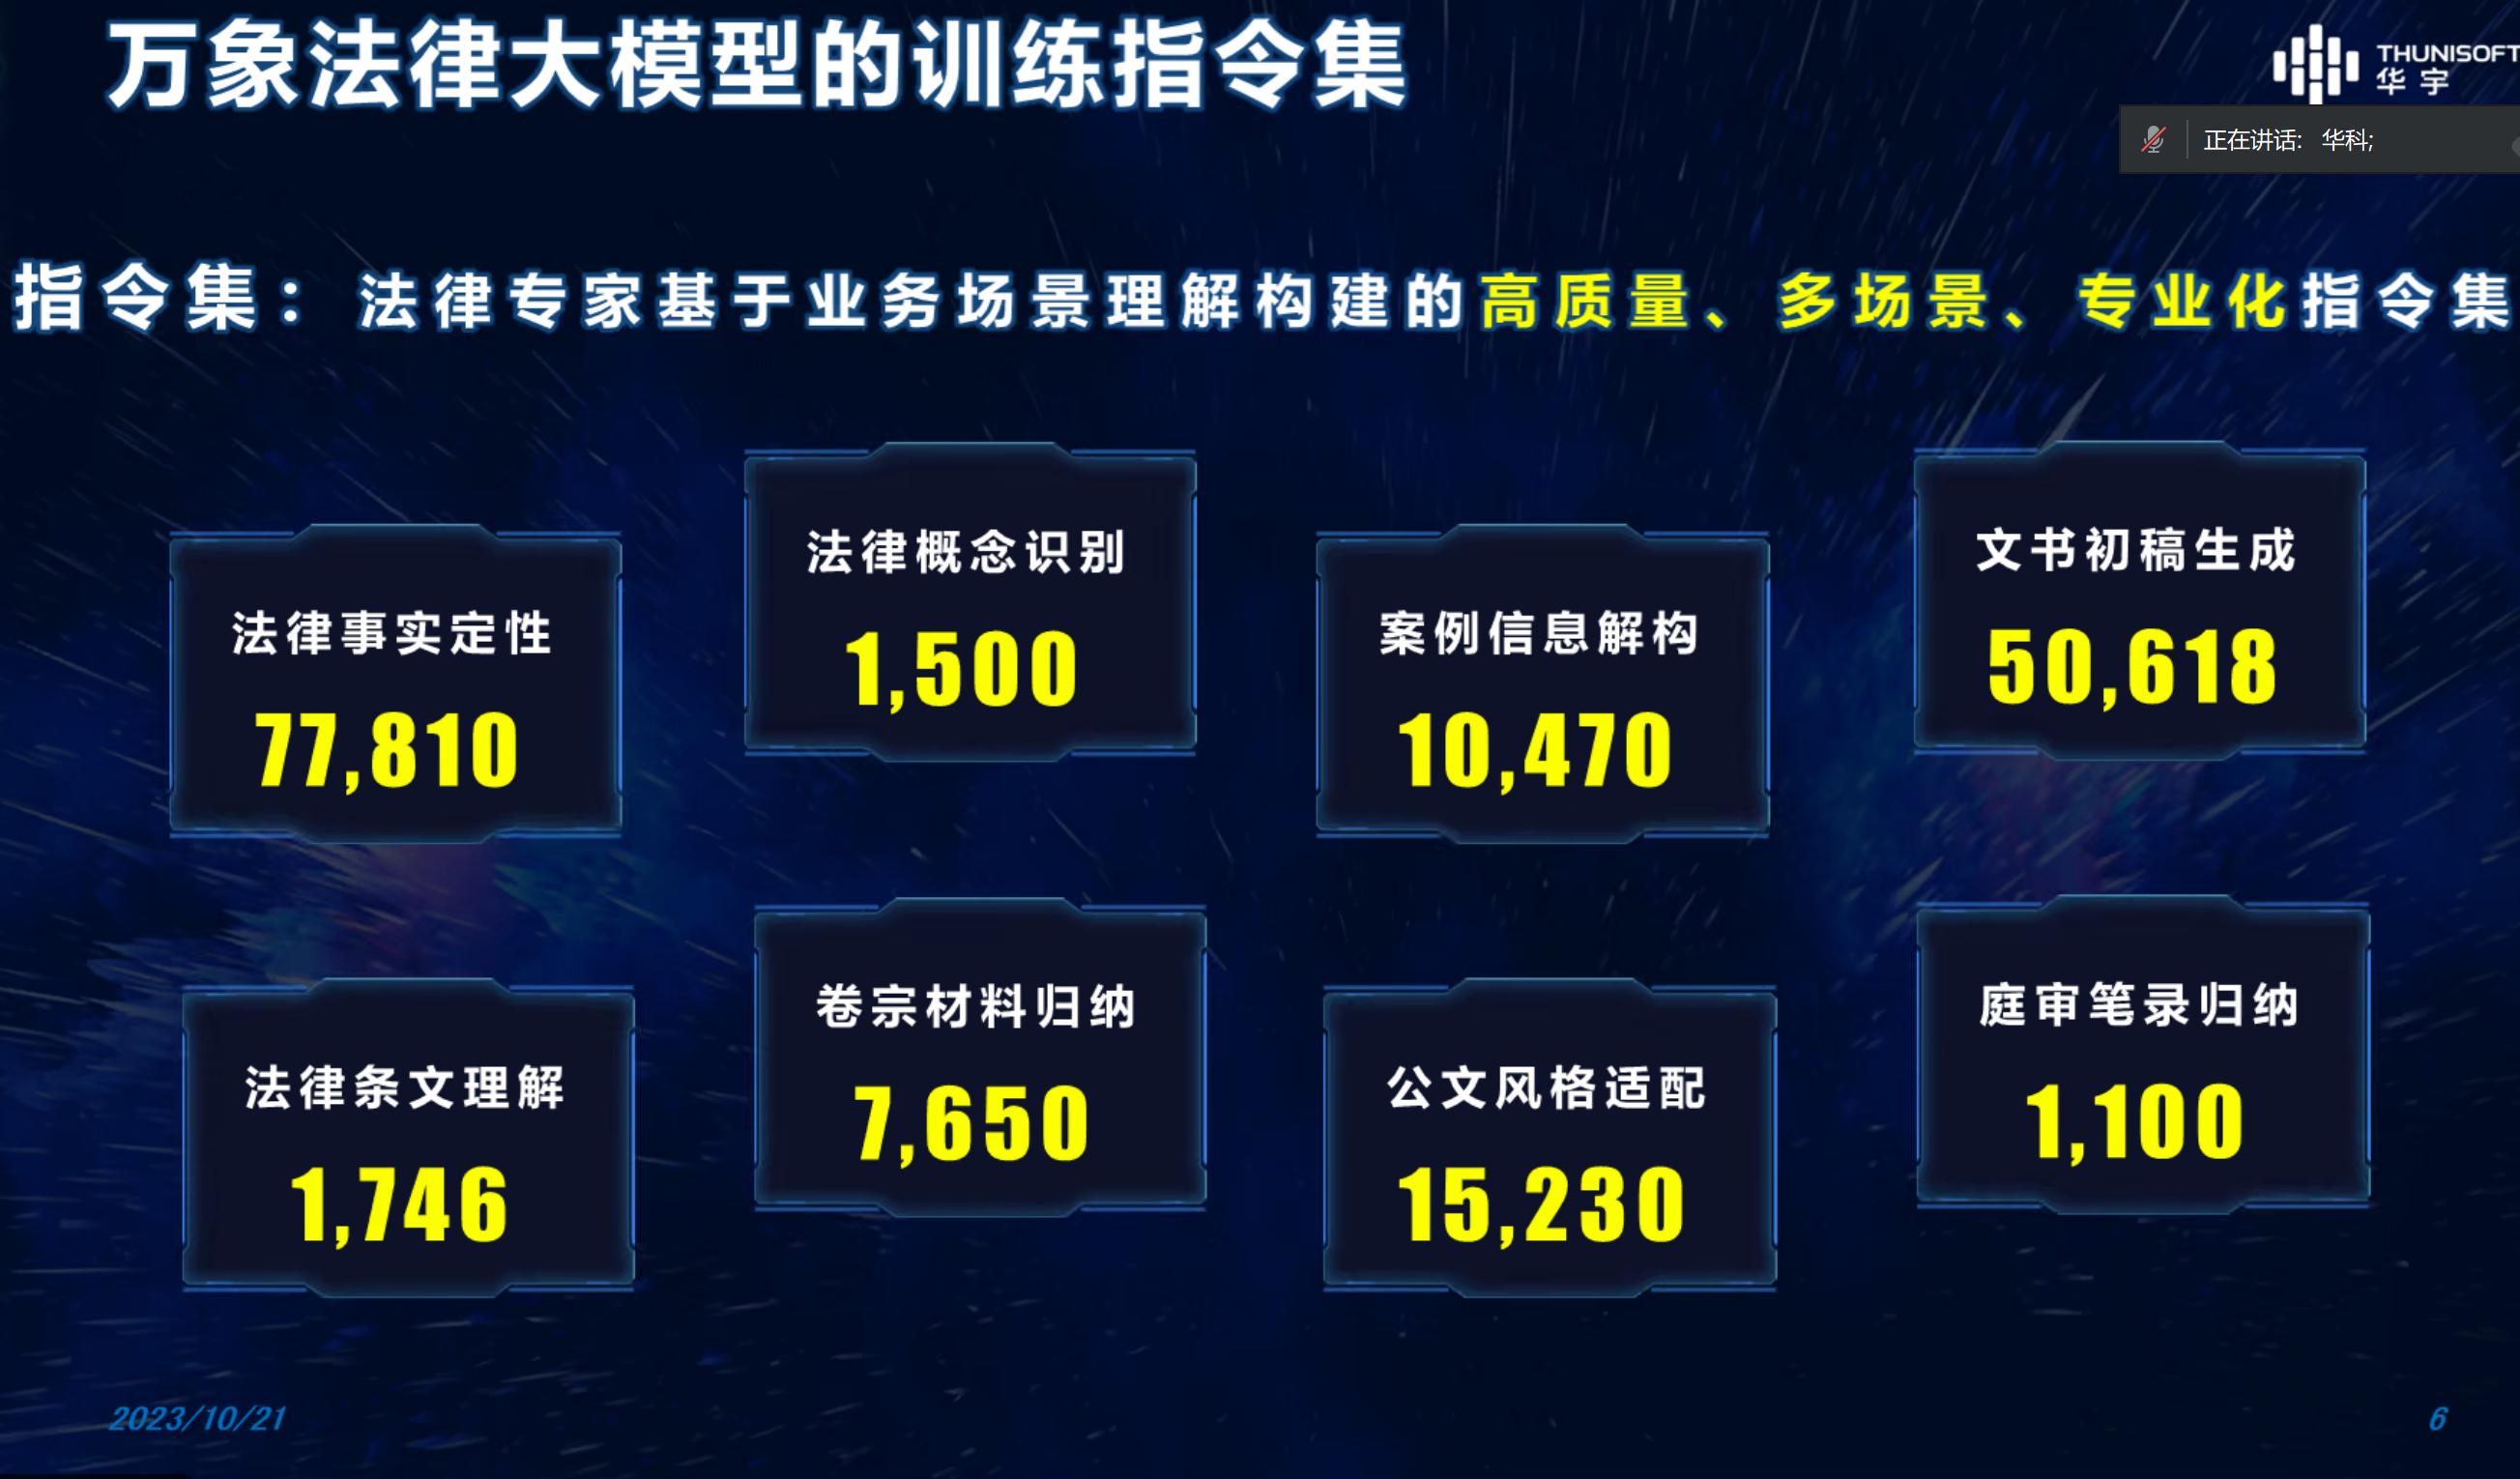 万象法律大模型的训练指令集
THUNISOFT
华宇
正在讲话: 华科;
指令集：法律专家基于业务场景理解构建的高质量、多场景、专业化指令集
法律事实定性
77,810
法律概念识别
1,500
案例信息解构
10,470
文书初稿生成
50,618
法律条文理解
1,746
卷宗材料归纳
7,650
公文风格适配
15,230
庭审笔录归纳
1,100
2023/10/21
6